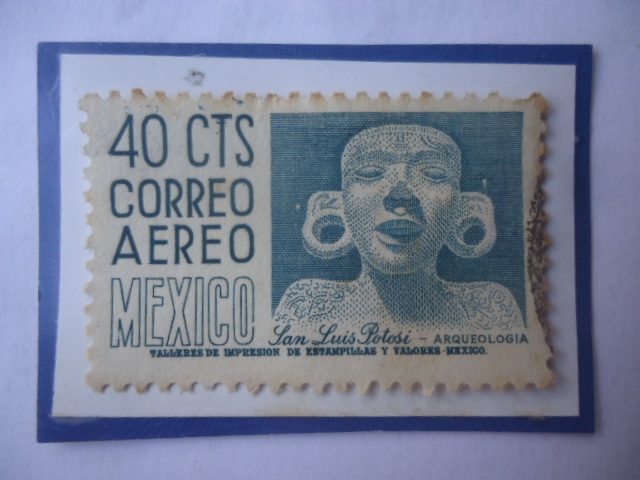 40 CTS
CORREO
AEREO
MEXICO
San Luis Potosi – ARQUEOLOGIA
TALLERES DE IMPRESION DE ESTAMPILLAS Y VALORES-MEXICO.